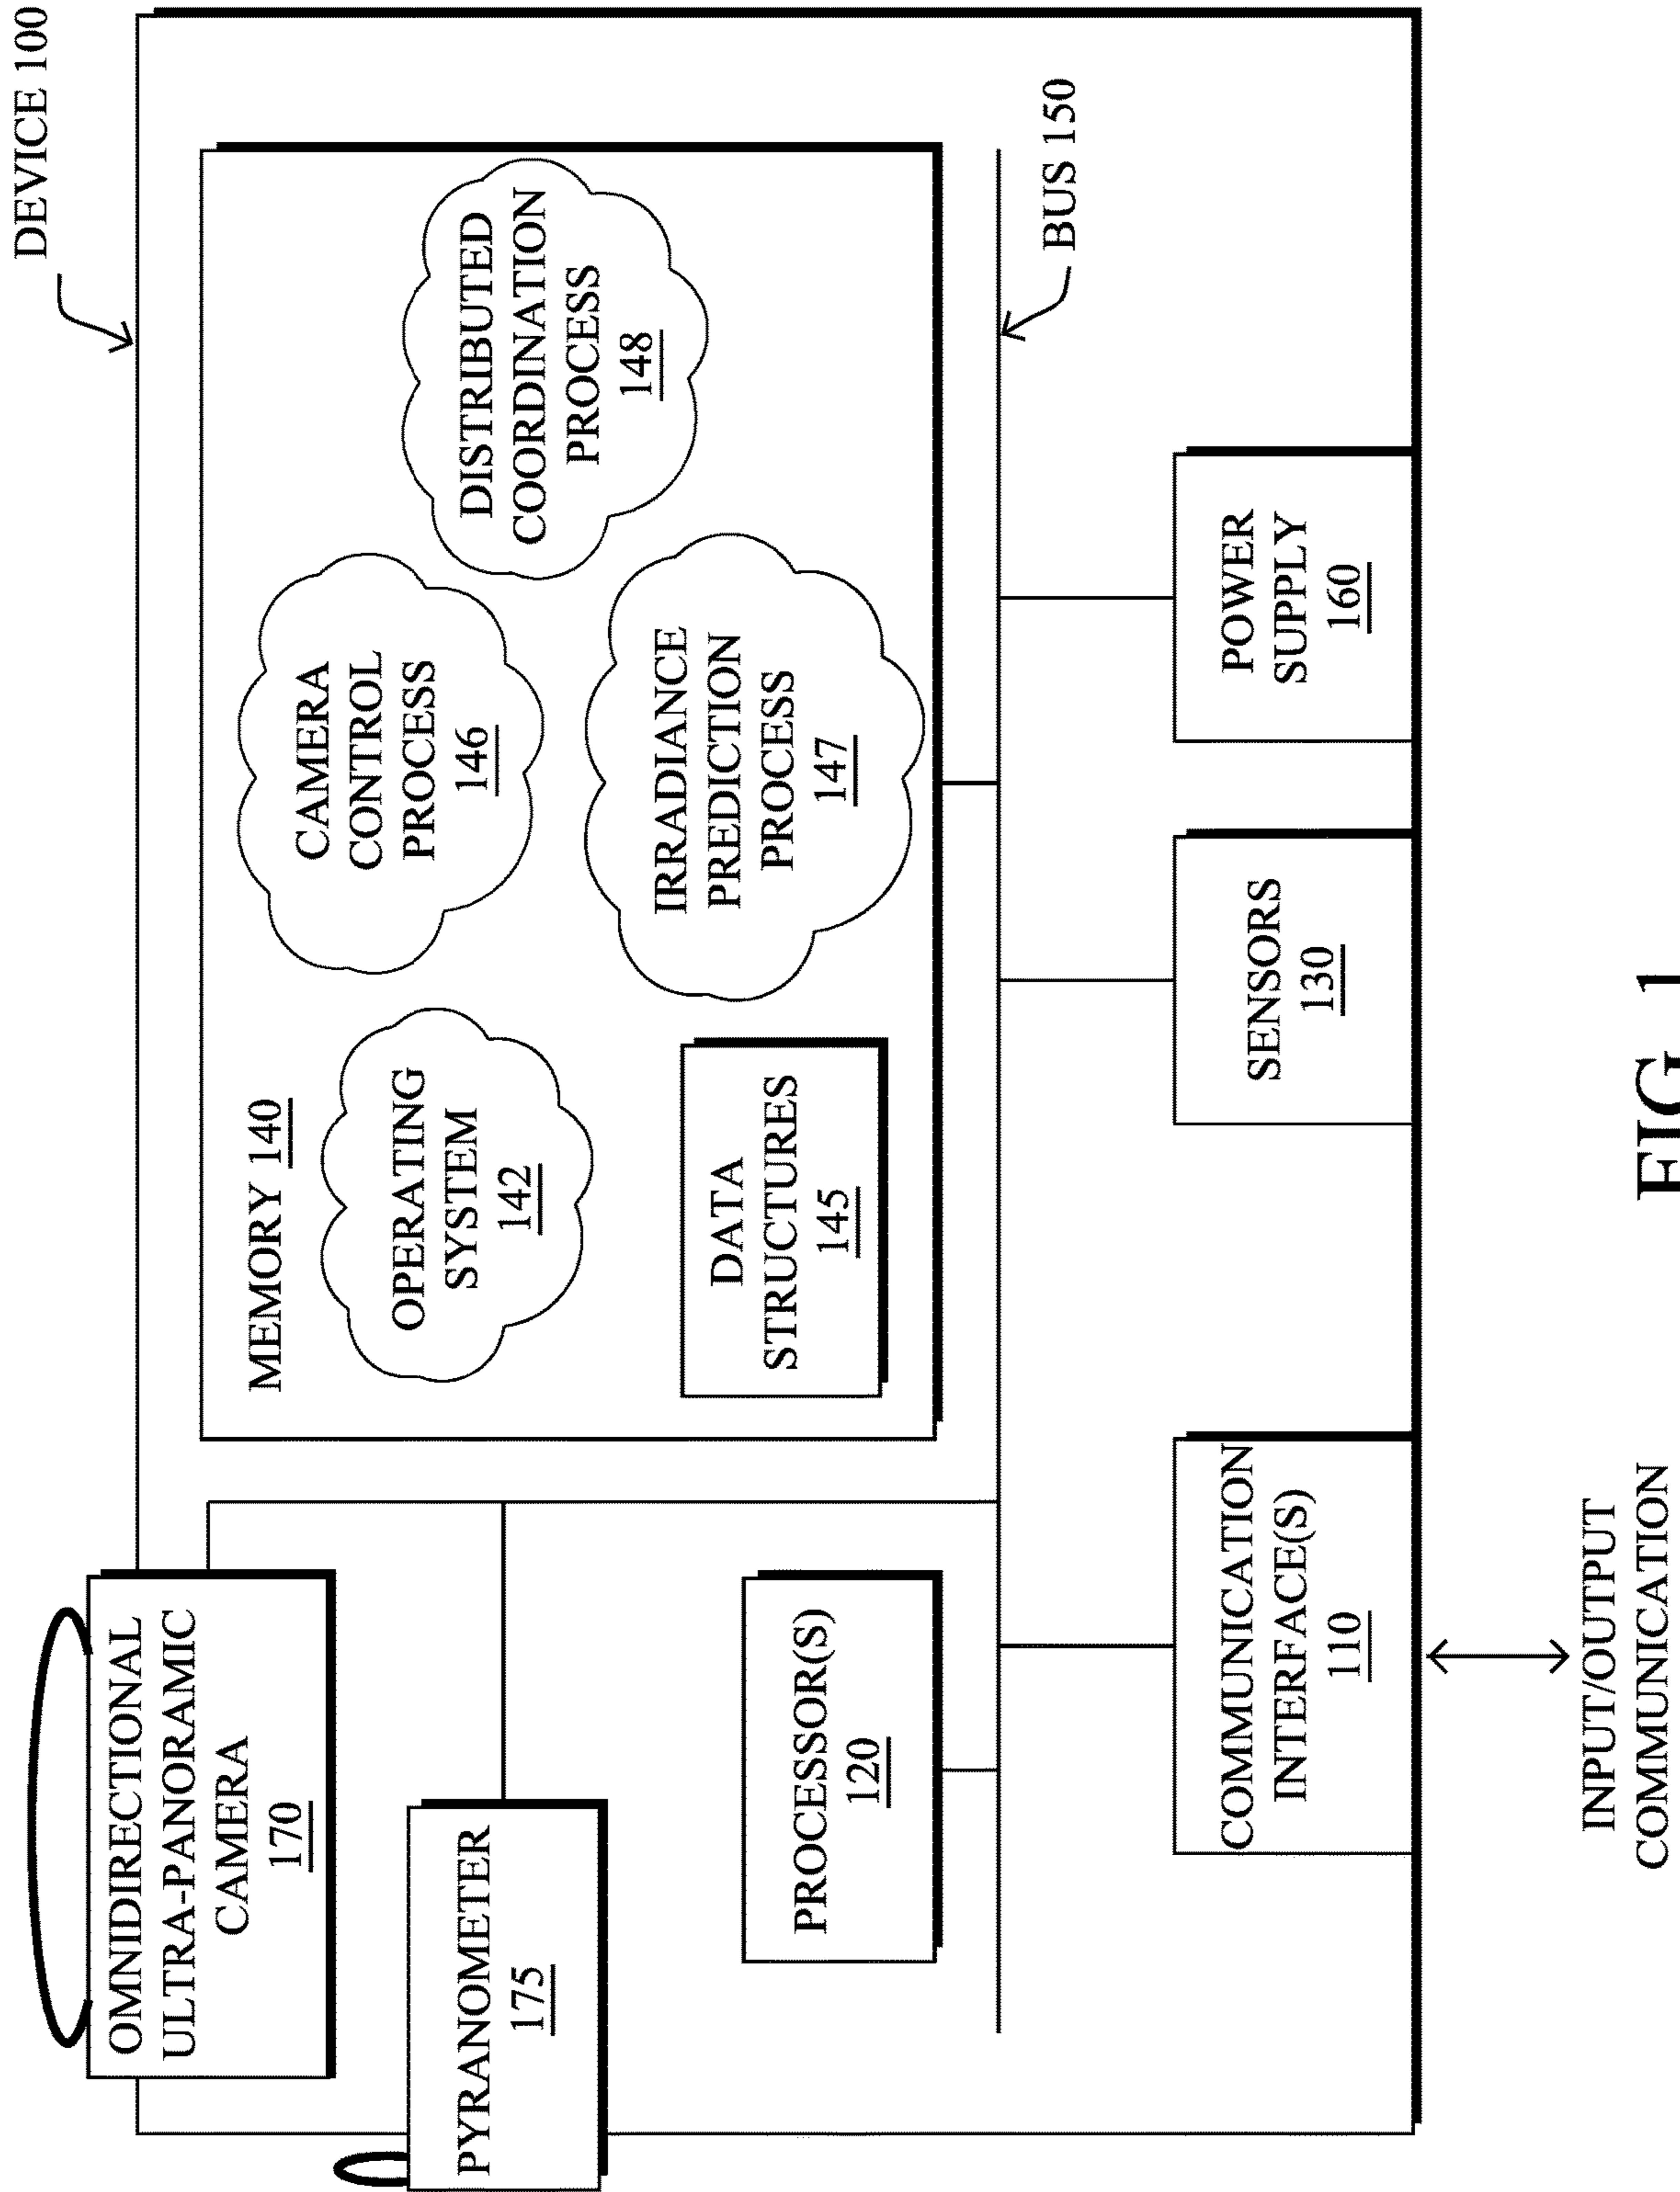 DEVICE 100
OMNIDIRECTIONAL
ULTRA-PANORAMIC
CAMERA
170
PYRANOMETER
175
PROCESSOR(S)
120
MEMORY 140
OPERATING
SYSTEM
142
DATA
STRUCTURES
145
CAMERA
CONTROL
PROCESS
146
IRRADIANCE
PREDICTION
PROCESS
147
DISTRIBUTED
COORDINATION
PROCESS
148
BUS 150
COMMUNICATION
INTERFACE(S)
110
SENSORS
130
POWER
SUPPLY
160
INPUT/OUTPUT
COMMUNICATION
FIG. 1